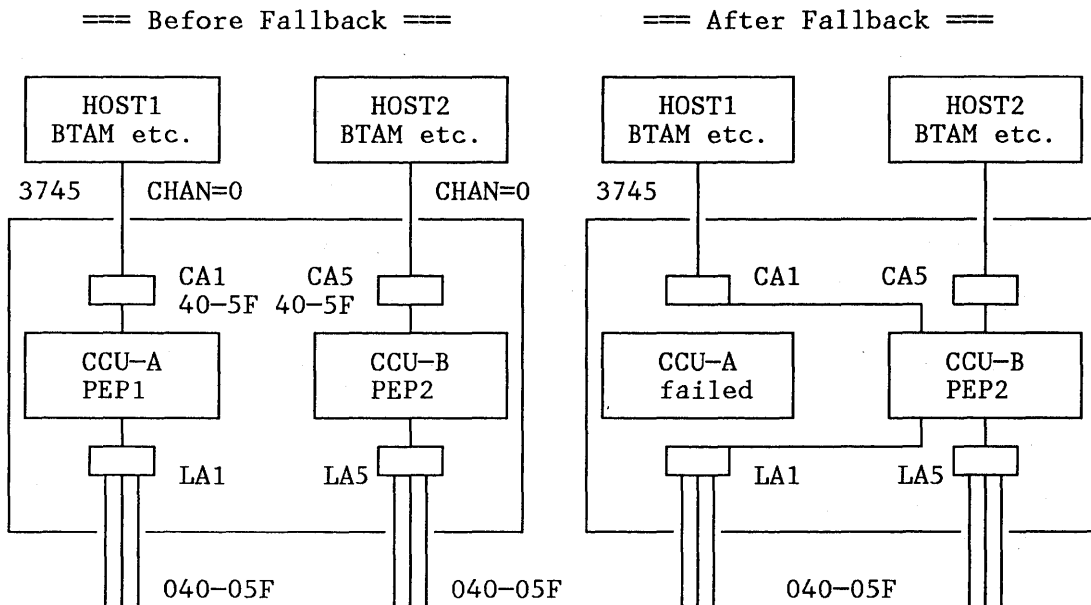 === Before Fallback ===
=== After Fallback ===
HOST1
BTAM etc.
HOST2
BTAM etc.
HOST1
BTAM etc.
HOST2
BTAM etc.
3745
CHAN=0
CHAN=0
3745
CA1
40-5F
CA5
40-5F
CA1
CA5
CCU-A
PEP1
CCU-B
PEP2
CCU-A
failed
CCU-B
PEP2
LA1
LA5
LA1
LA5
040-05F
040-05F
040-05F